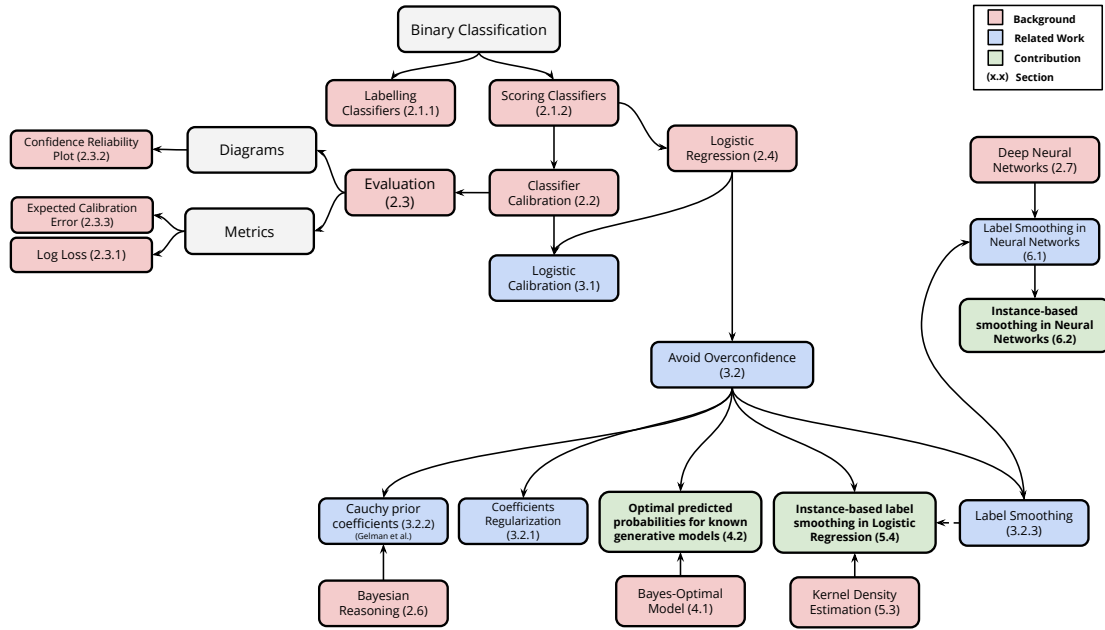 Binary Classification
Background
Related Work
Contribution
(x.x) Section
Labelling
Classifiers (2.1.1)
Scoring Classifiers
(2.1.2)
Confidence Reliability
Plot (2.3.2)
Diagrams
Logistic
Regression (2.4)
Deep Neural
Networks (2.7)
Evaluation
(2.3)
Classifier
Calibration (2.2)
Expected Calibration
Error (2.3.3)
Metrics
Log Loss (2.3.1)
Label Smoothing in
Neural Networks
(6.1)
Logistic
Calibration (3.1)
Instance-based
smoothing in Neural
Networks (6.2)
Avoid Overconfidence
(3.2)
Cauchy prior
coefficients (3.2.2)
(Gelman et al.)
Coefficients
Regularization
(3.2.1)
Optimal predicted
probabilities for known
generative models (4.2)
Instance-based label
smoothing in Logistic
Regression (5.4)
Label Smoothing
(3.2.3)
Bayesian
Reasoning (2.6)
Bayes-Optimal
Model (4.1)
Kernel Density
Estimation (5.3)